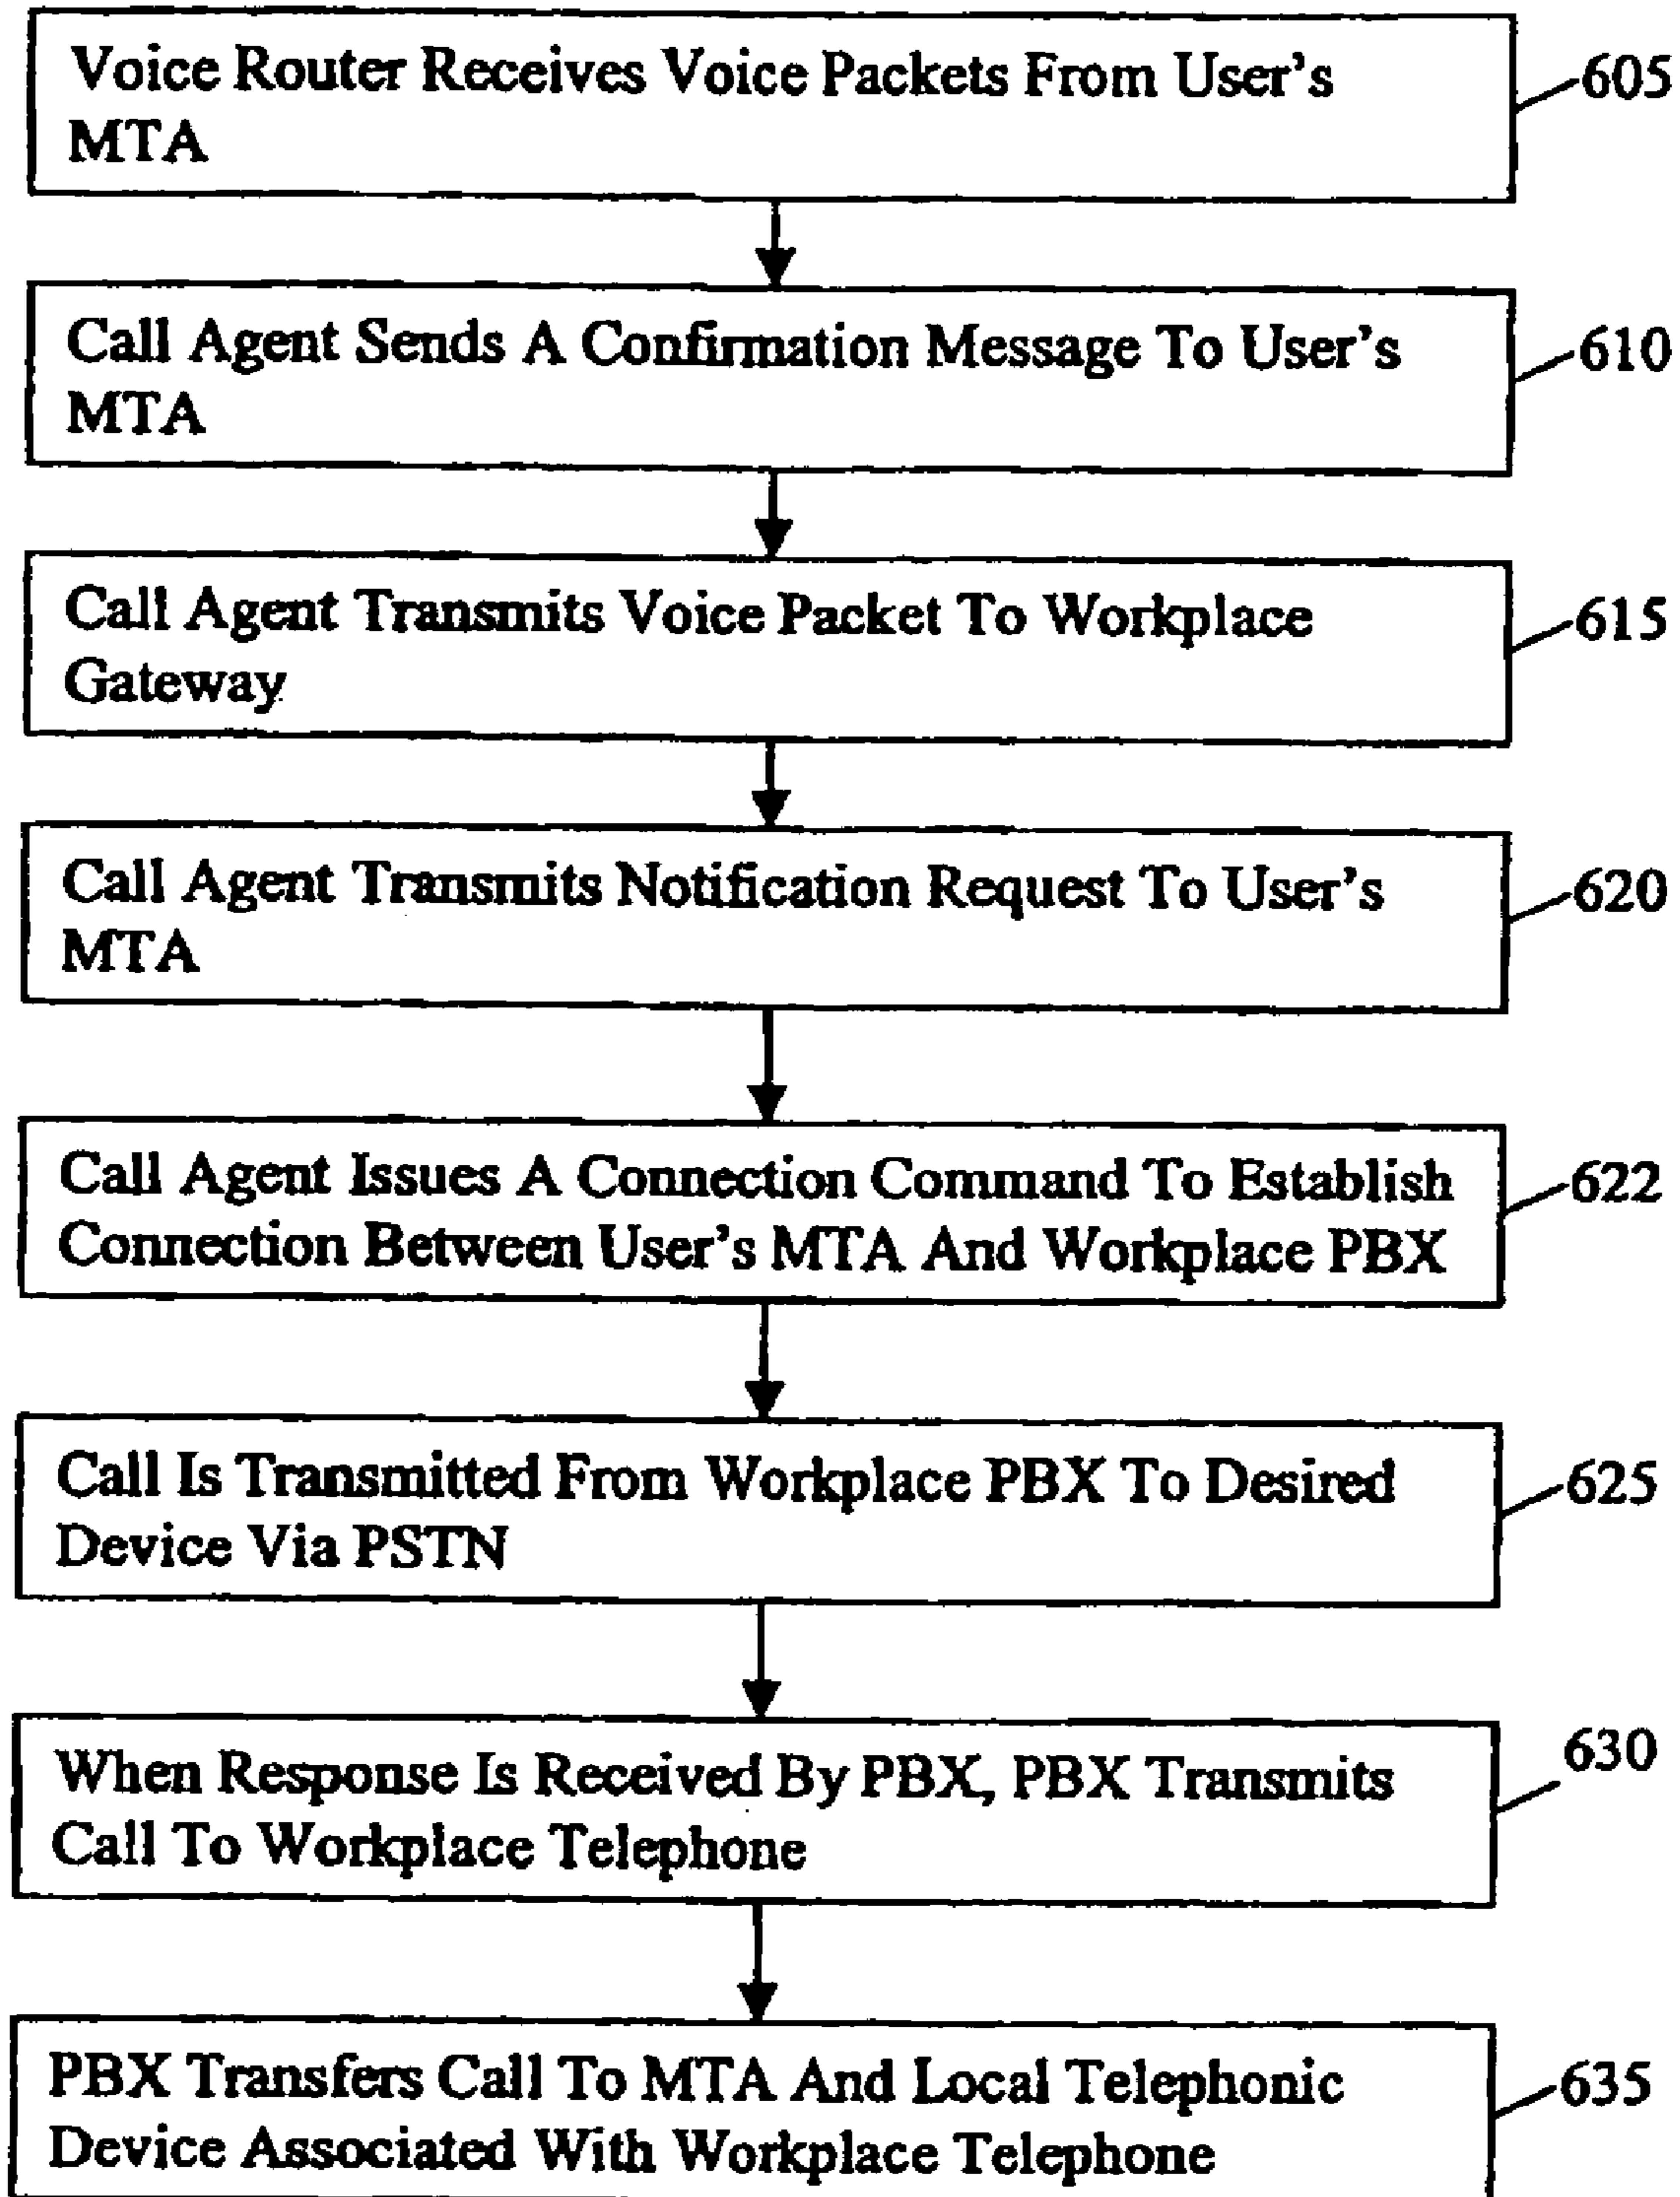 Voice Router Receives Voice Packets From User's
MTA
605
Call Agent Sends A Confirmation Message To User's
MTA
610
Call Agent Transmits Voice Packet To Workplace
Gateway
615
Call Agent Transmits Notification Request To User's
MTA
620
Call Agent Issues A Connection Command To Establish
Connection Between User's MTA And Workplace PBX
622
Call Is Transmitted From Workplace PBX To Desired
Device Via PSTN
625
When Response Is Received By PBX, PBX Transmits
Call To Workplace Telephone
630
PBX Transfers Call To MTA And Local Telephonic
Device Associated With Workplace Telephone
635